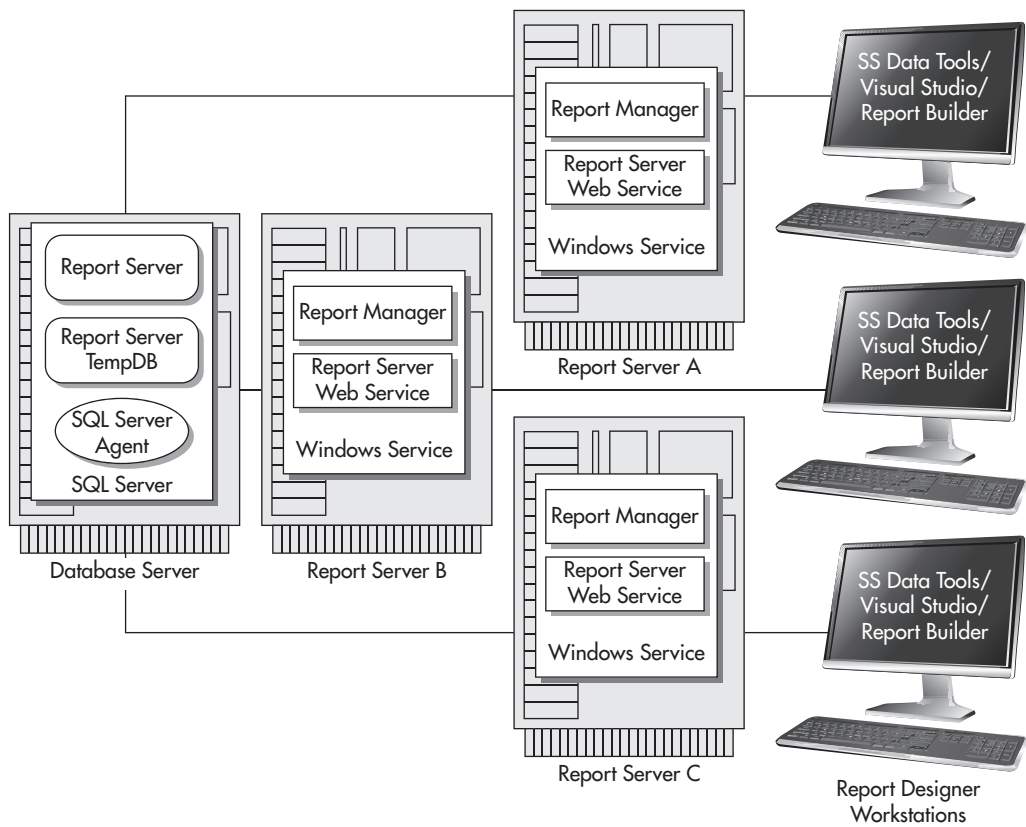 Report Manager
Report Server
Web Service
Windows Service
Report Server A
SS Data Tools/
Visual Studio/
Report Builder
Report Server
Report Server
TempDB
SQL Server
Agent
SQL Server
Database Server
Report Manager
Report Server
Web Service
Windows Service
Report Server B
SS Data Tools/
Visual Studio/
Report Builder
Report Manager
Report Server
Web Service
Windows Service
Report Server C
SS Data Tools/
Visual Studio/
Report Builder
Report Designer
Workstations